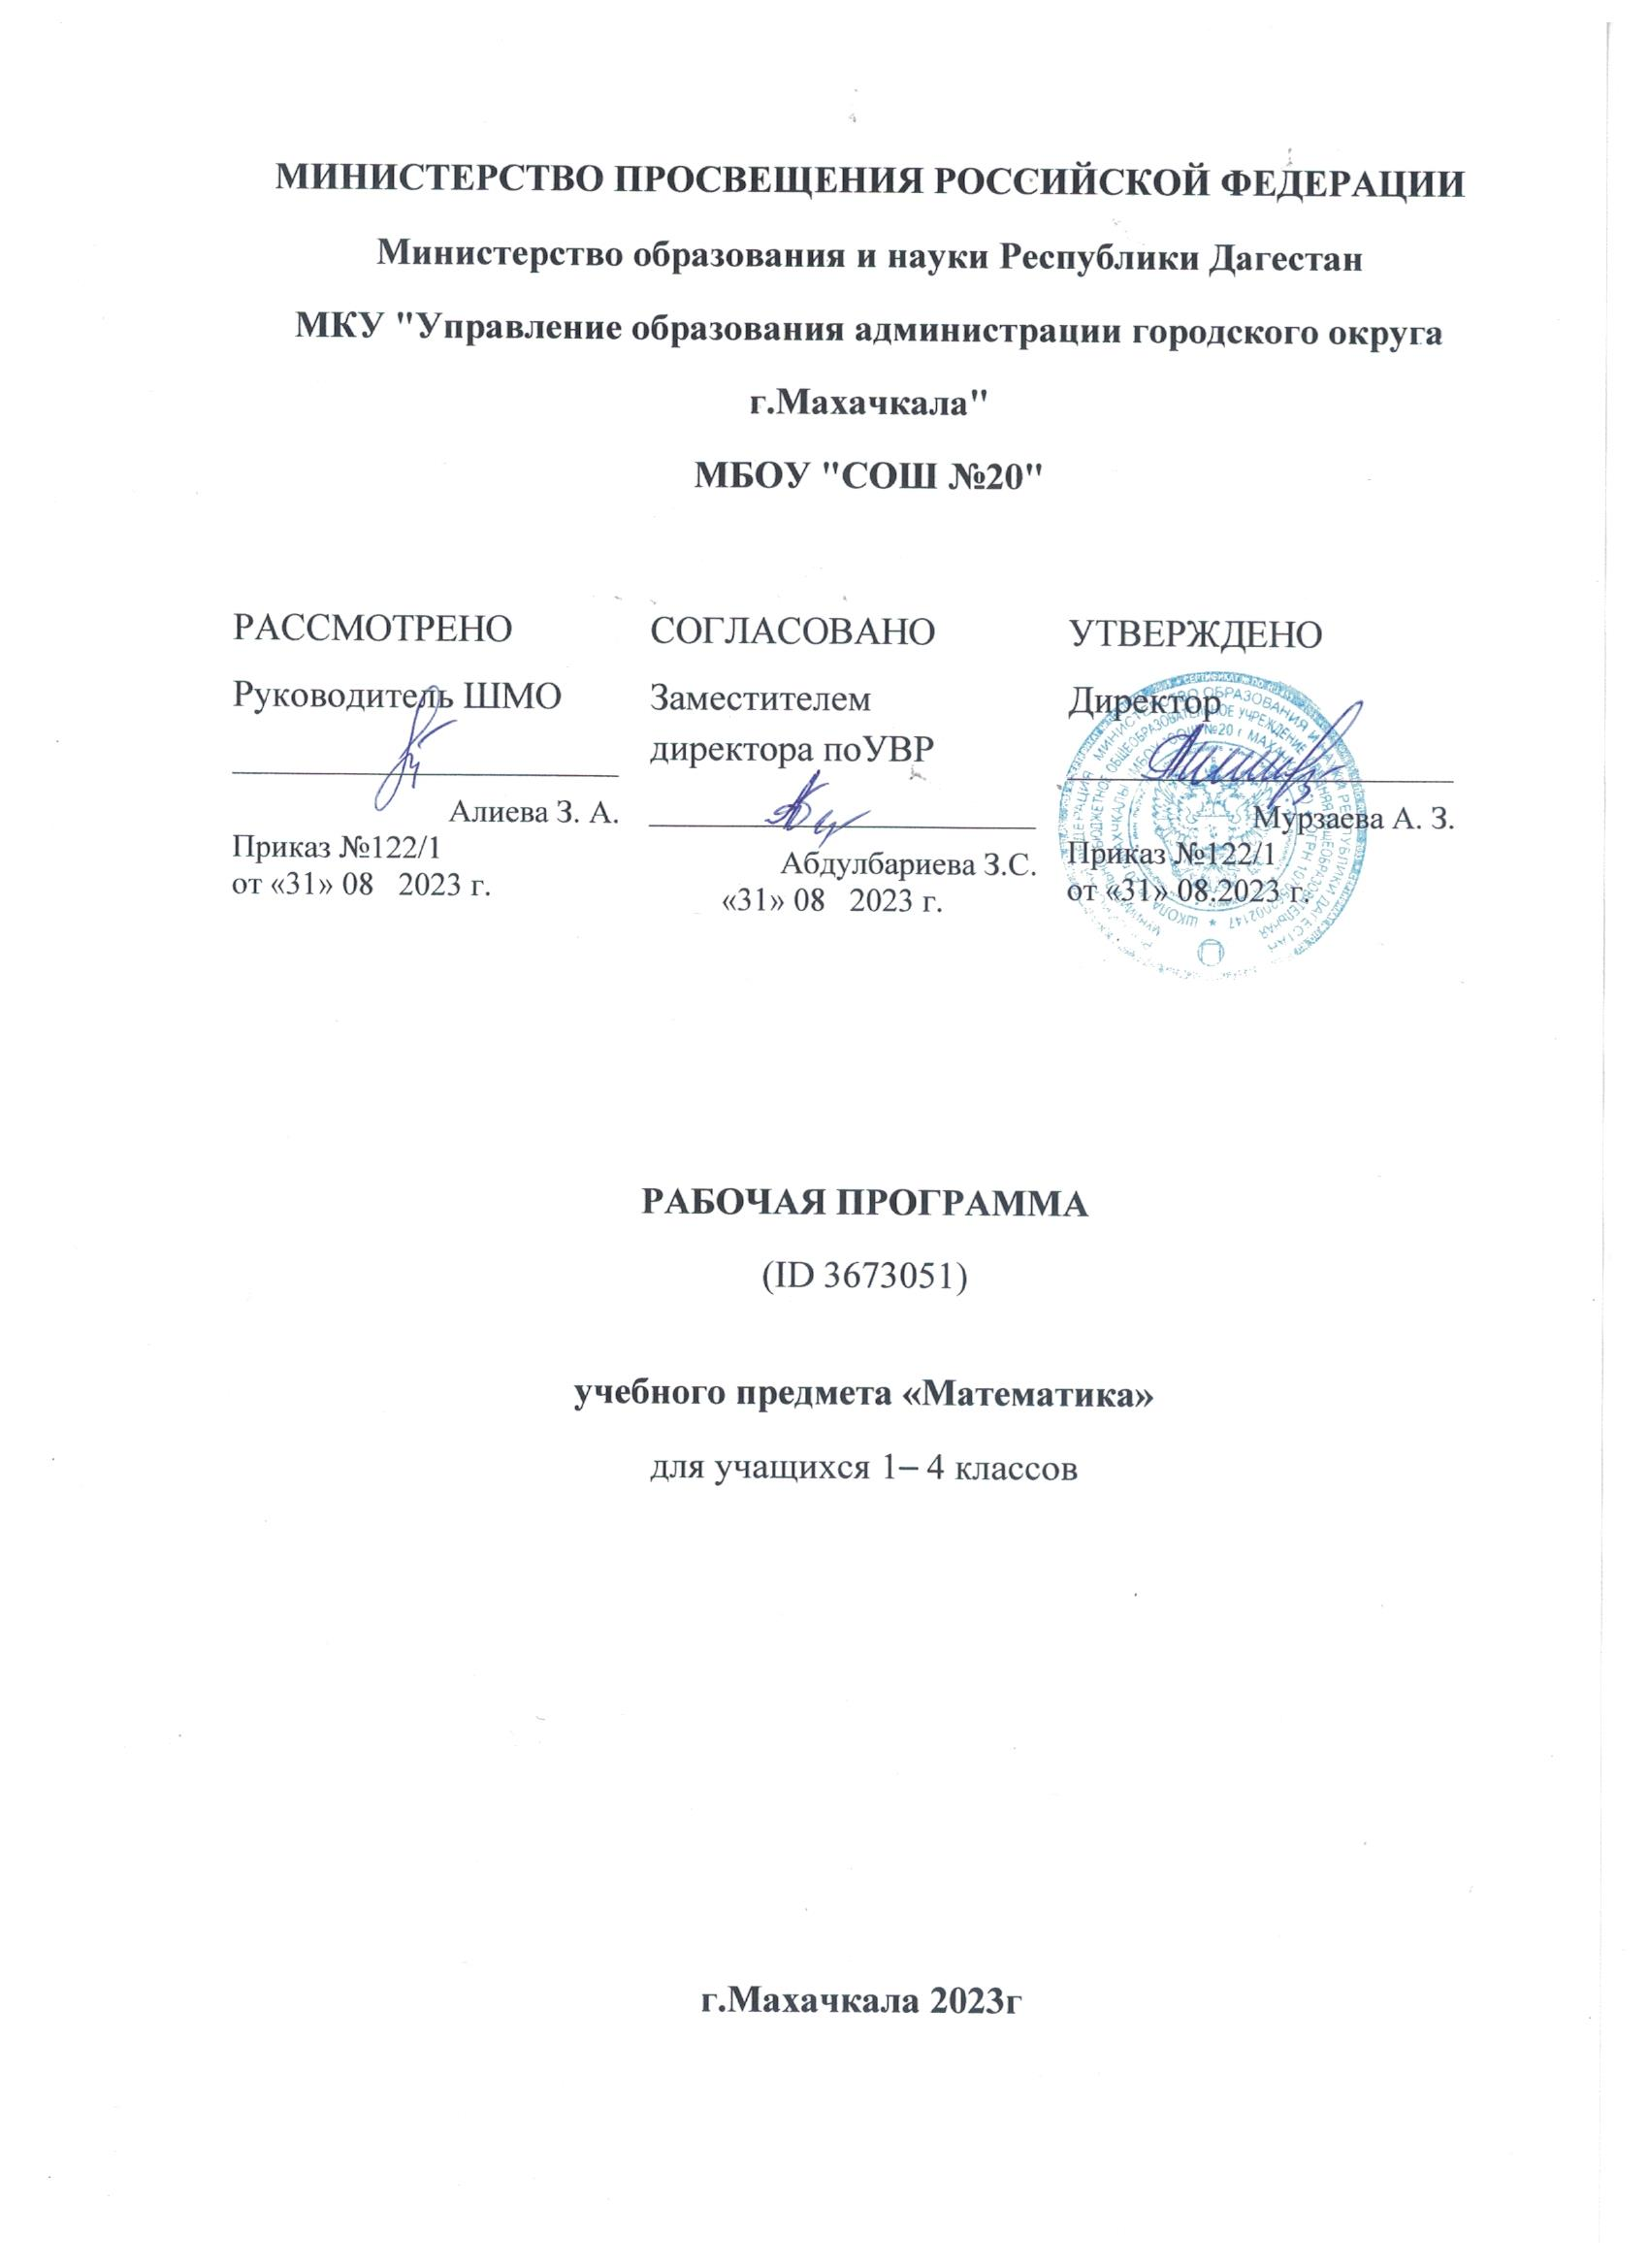 МИНИСТЕРСТВО ПРОСВЕЩЕНИЯ РОССИЙСКОЙ ФЕДЕРАЦИИ
Министерство образования и науки Республики Дагестан
МКУ "Управление образования администрации городского округа
г.Махачкала"
МБОУ "СОШ №20"
РАССМОТРЕНО
Руководитель ШМО
Алиева З. А.
Приказ №122/1
от «31» 08 2023 г.
СОГЛАСОВАНО
Заместителем
директора поУВР
Абдулбариева З.С.
«31» 08 2023 г.
УТВЕРЖДЕНО
Директор
Мурзаева А. З.
Приказ №122/1
от «31» 08.2023 г.
РАБОЧАЯ ПРОГРАММА
(ID 3673051)
учебного предмета «Математика»
для учащихся 1– 4 классов
г.Махачкала 2023г